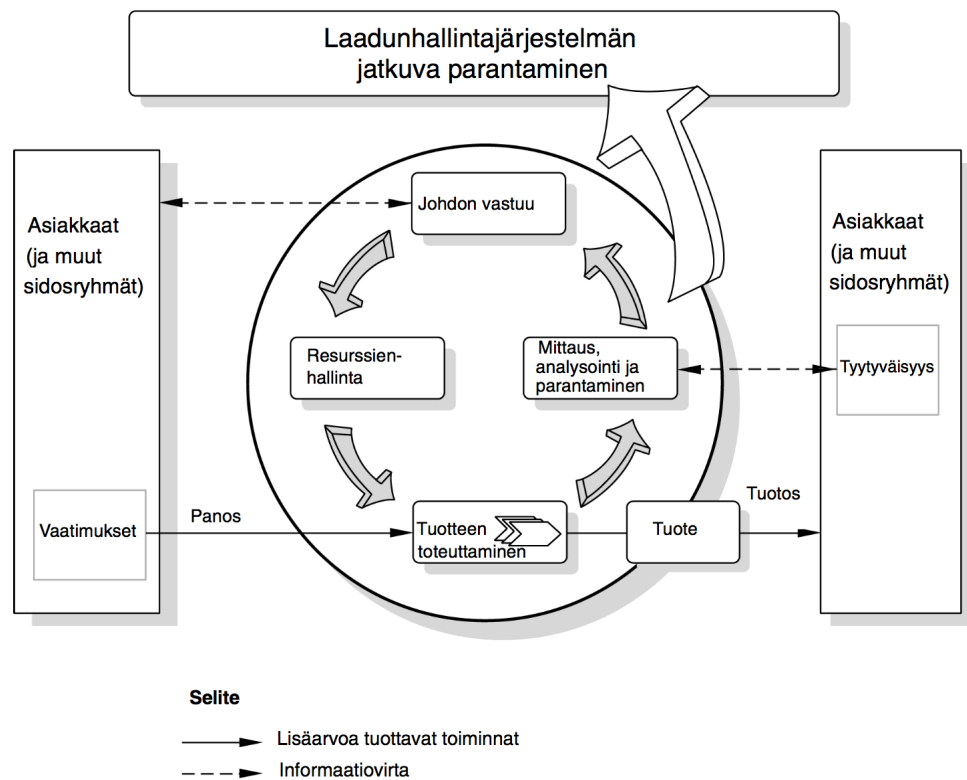 Laadunhallintajärjestelmän
jatkuva parantaminen
Asiakkaat
(ja muut
sidosryhmät)
Johdon vastuu
Asiakkaat
(ja muut
sidosryhmät)
Resurssien-
hallinta
Mittaus,
analysointi ja
parantaminen
Tyytyväisyys
Vaatimukset
Panos
Tuotteen
toteuttaminen
Tuote
Tuotos
Selite
Lisäarvoa tuottavat toiminnat
Informaatiovirta